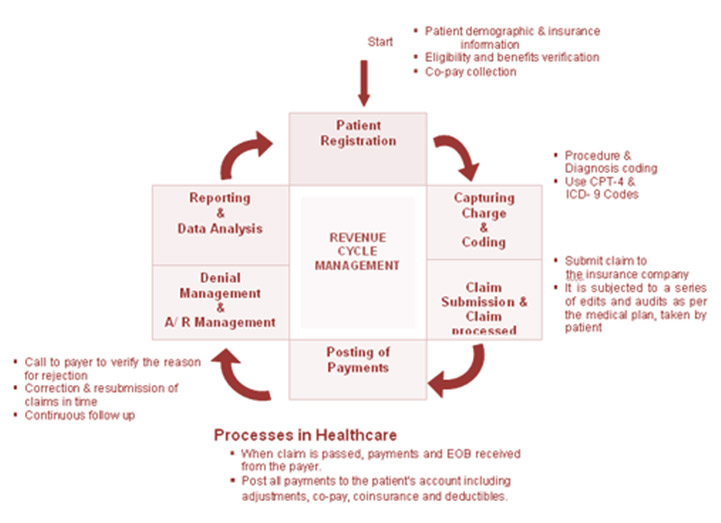 Start
▪ Patient demographic & insurance
information
▪ Eligibility and benefits verification
▪ Co-pay collection
Patient
Registration
▪ Procedure &
Diagnosis coding
▪ Use CPT-4 &
ICD- 9 Codes
Reporting
&
Data Analysis
Capturing
Charge
&
Coding
REVENUE
CYCLE
MANAGEMENT
▪ Submit claim to
the insurance company
▪ It is subjected to a series
of edits and audits as per
the medical plan, taken by
patient
Denial
Management
&
A/ R Management
Claim
Submission &
Claim
processed
Posting of
Payments
▪ Call to payer to verify the reason
for rejection
▪ Correction & resubmission of
claims in time
▪ Continuous follow up
Processes in Healthcare
▪ When claim is passed, payments and EOB received
from the payer.
▪ Post all payments to the patient's account including
adjustments, co-pay, coinsurance and deductibles.